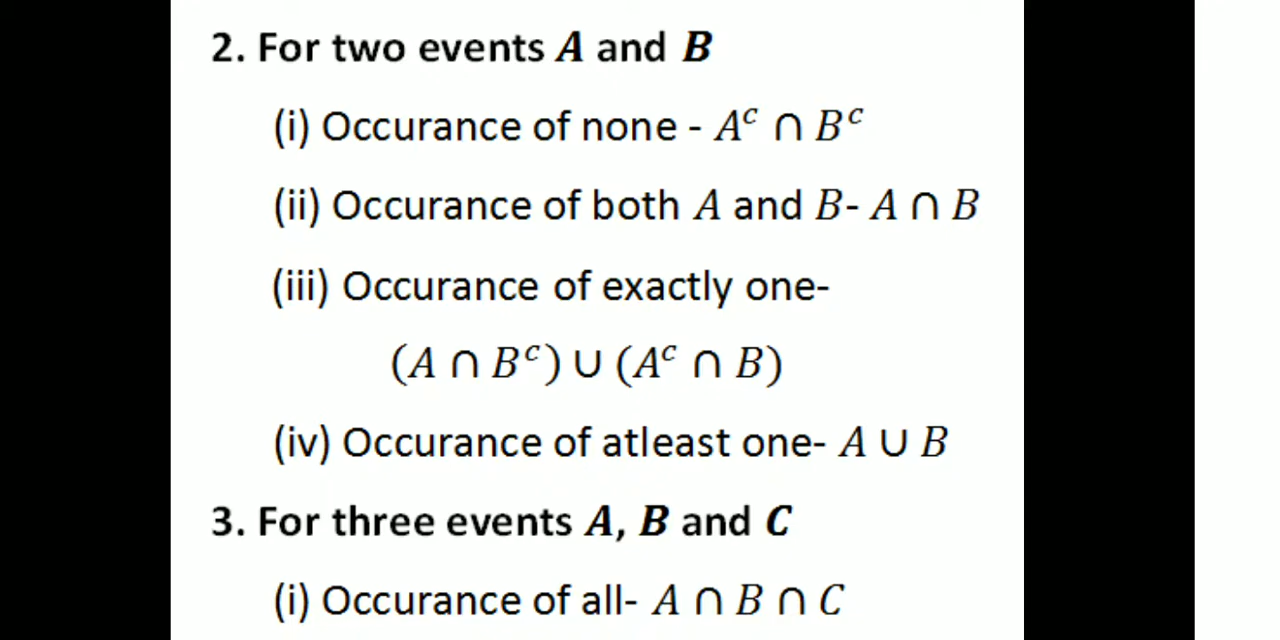 2. For two events A and B
(i) Occurance of none - Aᶜ ∩ Bᶜ
(ii) Occurance of both A and B- A ∩ B
(iii) Occurance of exactly one-
(A ∩ Bᶜ) ∪ (Aᶜ ∩ B)
(iv) Occurance of atleast one- A ∪ B
3. For three events A, B and C
(i) Occurance of all- A ∩ B ∩ C